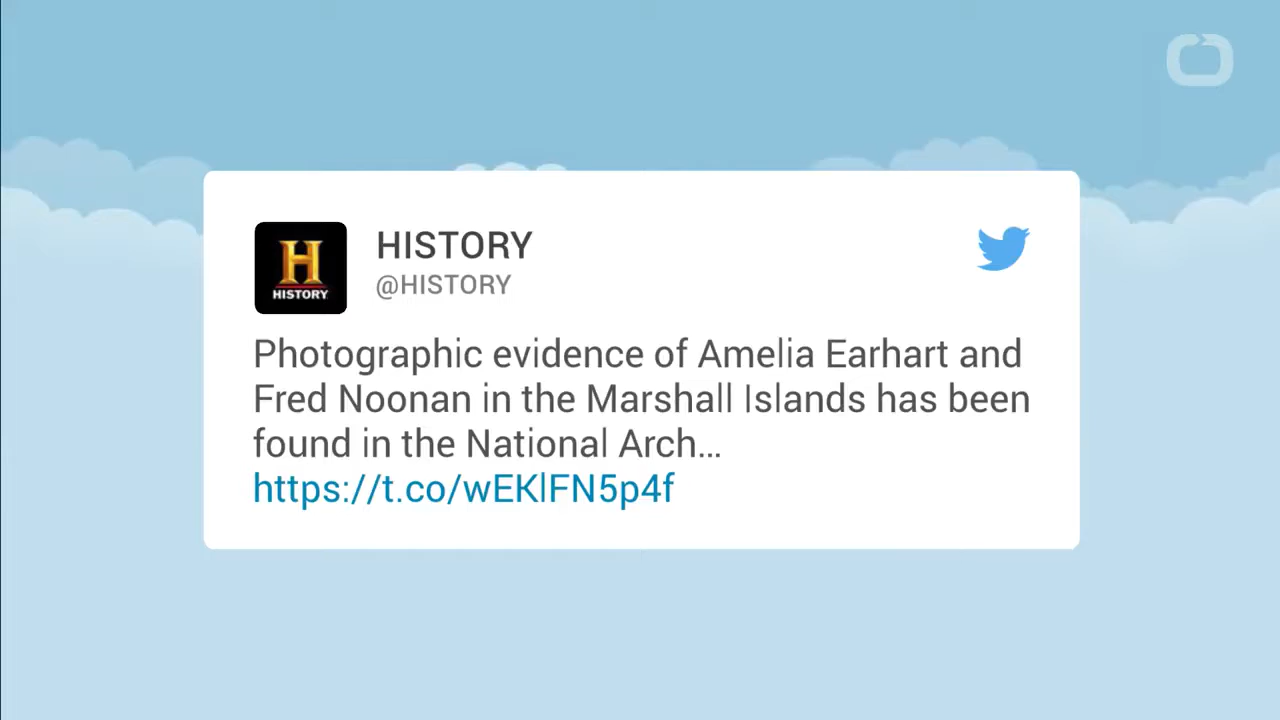 HISTORY
@HISTORY
H
HISTORY
Photographic evidence of Amelia Earhart and
Fred Noonan in the Marshall Islands has been
found in the National Arch...
https://t.co/wEKlFN5p4f